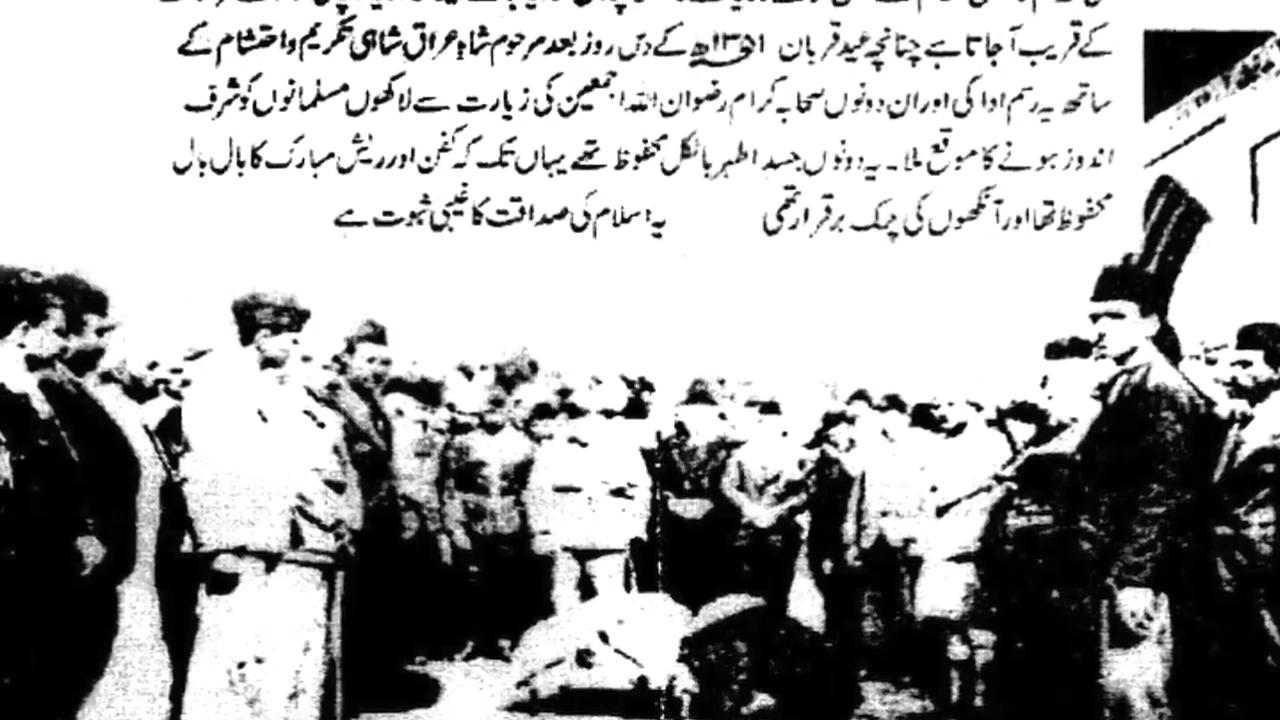 کے قریب آ جاتا ہے چنانچہ عید قربان ۱۳۵۱ھ کے دس روز بعد مرحوم شاہ عراق شاہی تکریم و احتشام کے
ساتھ یہ رسم ادا کی اور ان دونوں صحابہ کرام رضوان اللہ اجمعین کی زیارت سے لاکھوں مسلمانوں کو شرف
اندوز ہونے کا موقع ملا۔ یہ دونوں جسد اطہر بالکل محفوظ تھے یہاں تک کہ کفن اور ریش مبارک کا بال بال
محفوظ تھا اور آنکھوں کی چمک برقرار تھی یہ اسلام کی صداقت کا غیبی ثبوت ہے